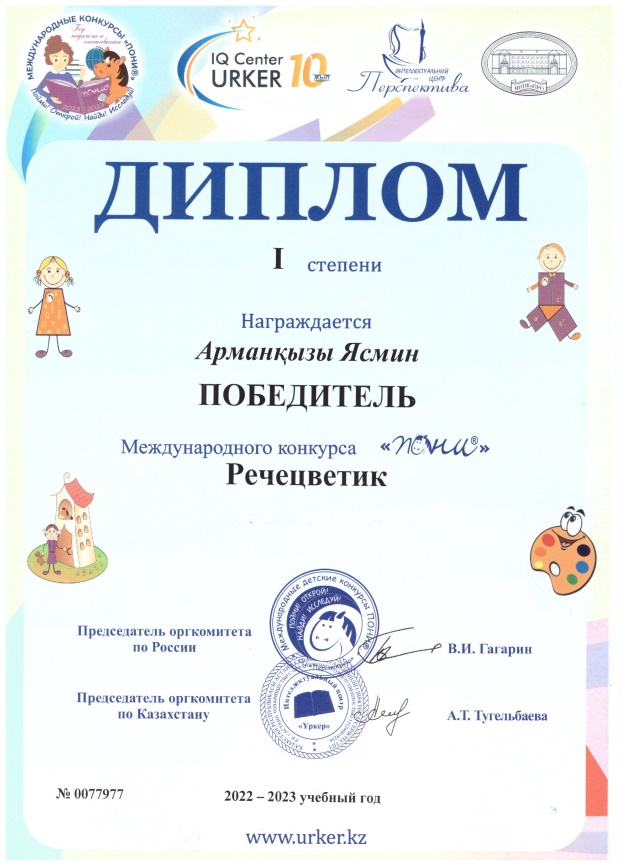 МЕЖДУНАРОДНЫЕ КОНКУРСЫ «ПОНИ®»
Год
педагога и
наставника
ПОНИ
2023
Пойми! Открой! Найди! Исследуй!
IQ Center
URKER 10 жыл
ИНТЕЛЛЕКТУАЛЬНЫЙ
ЦЕНТР
Перспектива
ДИПЛОМ
I степени
Награждается
Арманқызы Ясмин
ПОБЕДИТЕЛЬ
Международного конкурса «ПОНИ®»
Речецветик
Международные детские конкурсы ПОНИ®
ПОЙМИ! ОТКРОЙ!
НАЙДИ! ИССЛЕДУЙ!
Председатель оргкомитета
по России
В.И. Гагарин
Интеллектуальный центр
«Үркер»
Председатель оргкомитета
по Казахстану
А.Т. Тугельбаева
№ 0077977
2022 – 2023 учебный год
www.urker.kz